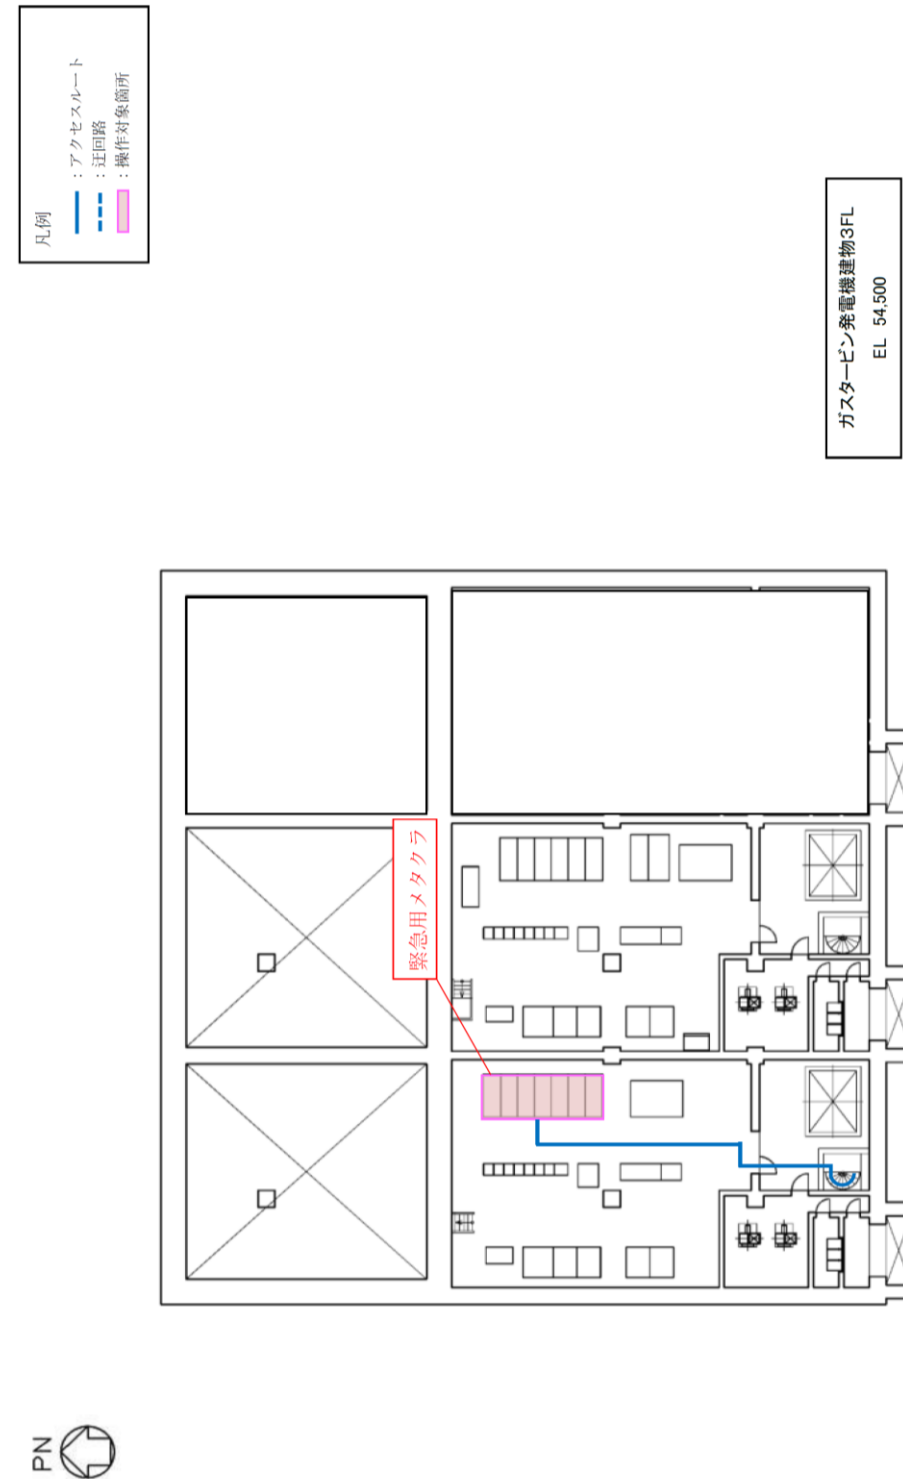 凡例
：アクセスルート
：迂回路
：操作対象箇所
ガスタービン発電機建物3FL
EL 54,500
緊急用メタクラ
PN